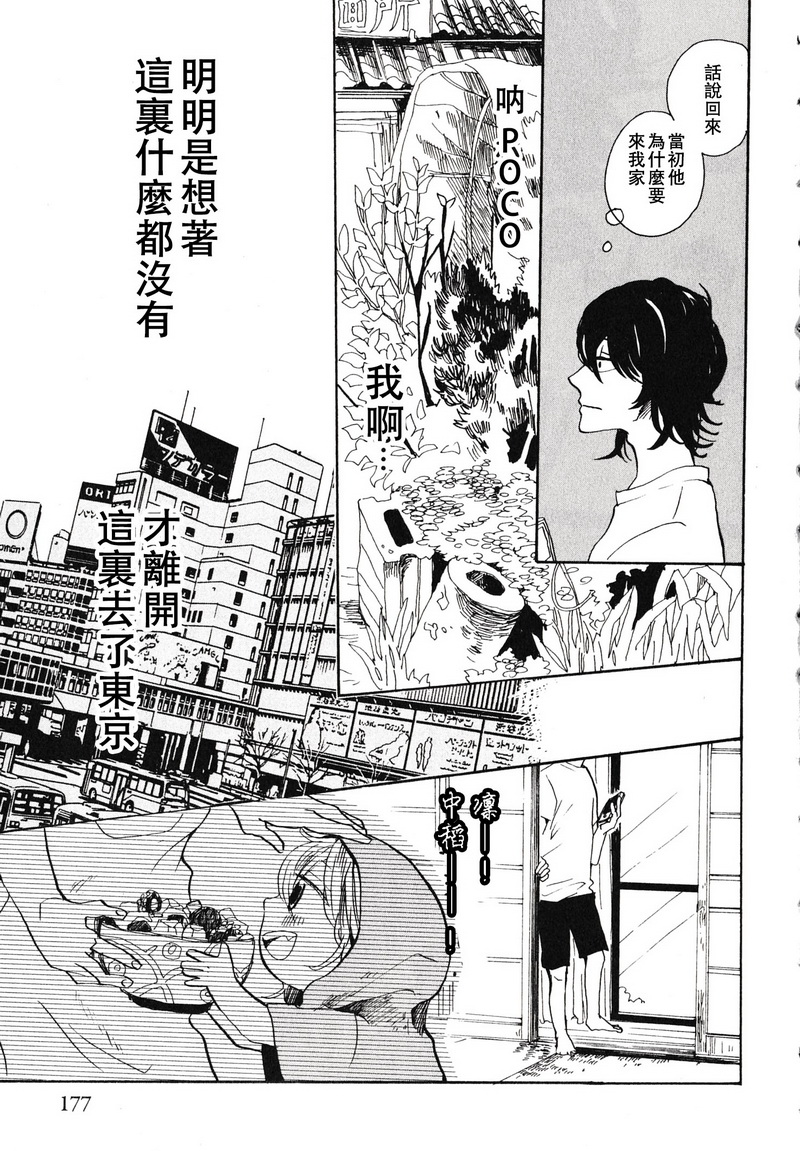 話說回來
當初他
為什麼要
來我家
吶 POCO
我啊…
明明是想著
這裏什麼都沒有
才離開
這裏去了東京
凛――!
中稻――!
177